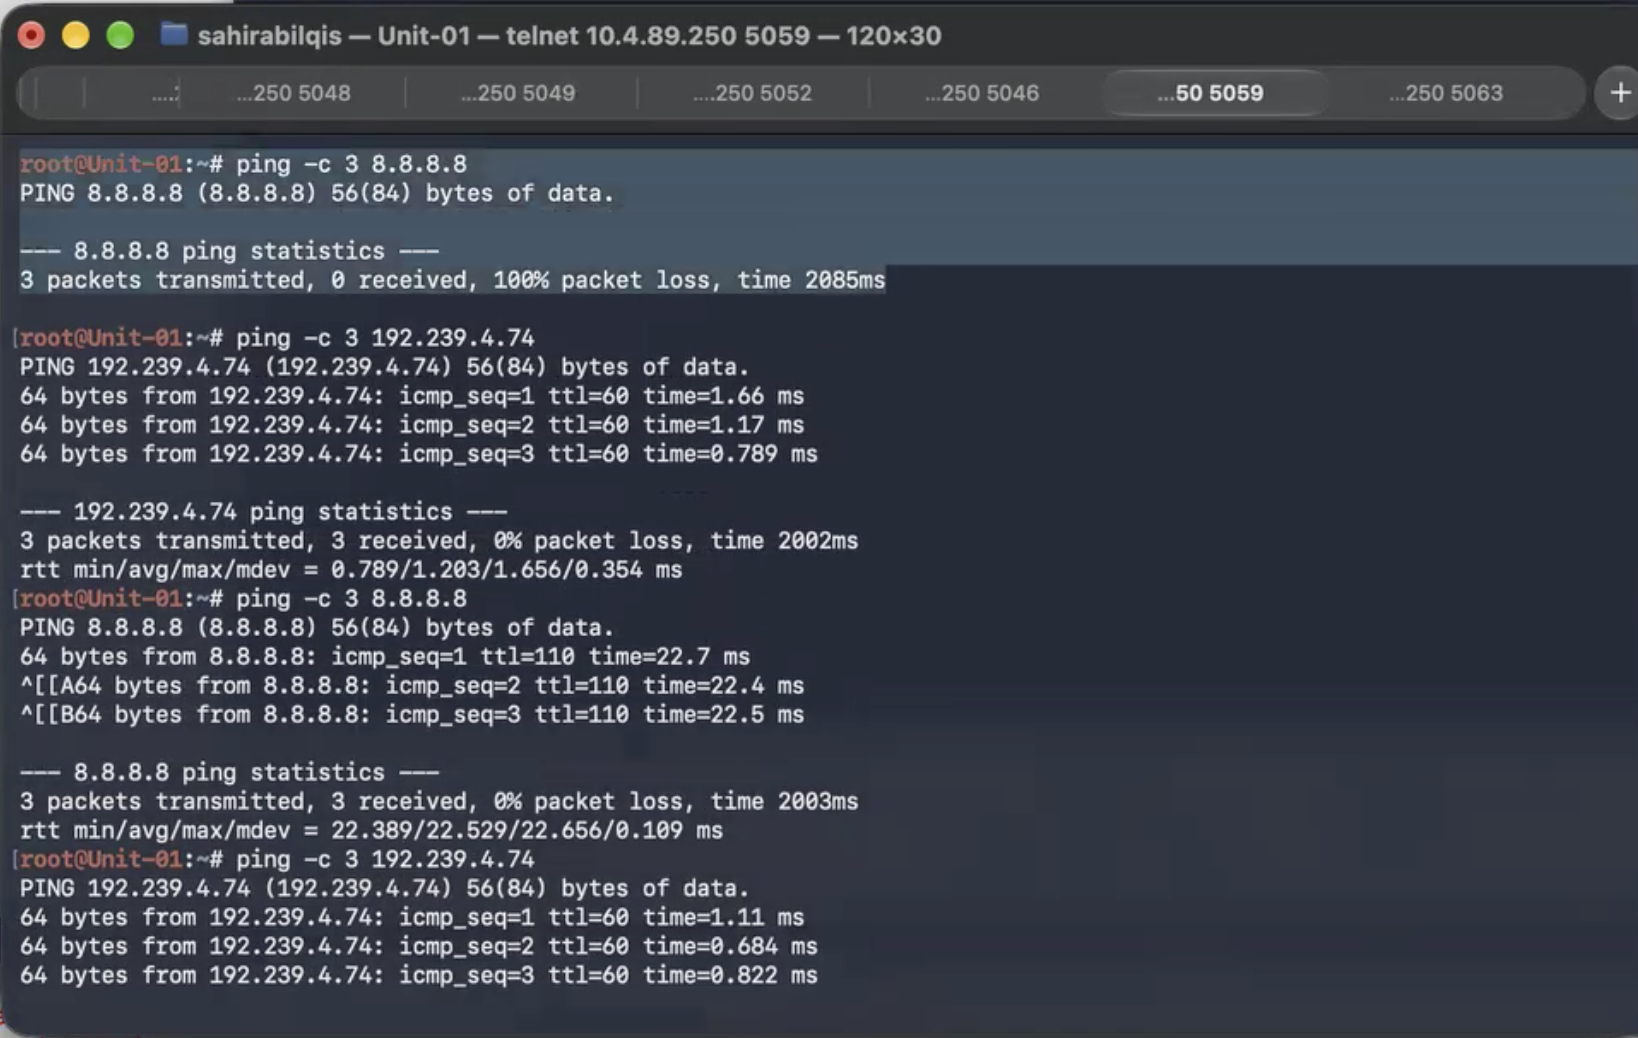 sahirabilqis — Unit-01 — telnet 10.4.89.250 5059 — 120×30
...250 5048 ...250 5049 ....250 5052 ...250 5046 ...50 5059 ...250 5063 +
root@Unit-01:~# ping -c 3 8.8.8.8
PING 8.8.8.8 (8.8.8.8) 56(84) bytes of data.
--- 8.8.8.8 ping statistics ---
3 packets transmitted, 0 received, 100% packet loss, time 2085ms
[root@Unit-01:~# ping -c 3 192.239.4.74
PING 192.239.4.74 (192.239.4.74) 56(84) bytes of data.
64 bytes from 192.239.4.74: icmp_seq=1 ttl=60 time=1.66 ms
64 bytes from 192.239.4.74: icmp_seq=2 ttl=60 time=1.17 ms
64 bytes from 192.239.4.74: icmp_seq=3 ttl=60 time=0.789 ms
--- 192.239.4.74 ping statistics ---
3 packets transmitted, 3 received, 0% packet loss, time 2002ms
rtt min/avg/max/mdev = 0.789/1.203/1.656/0.354 ms
[root@Unit-01:~# ping -c 3 8.8.8.8
PING 8.8.8.8 (8.8.8.8) 56(84) bytes of data.
64 bytes from 8.8.8.8: icmp_seq=1 ttl=110 time=22.7 ms
^[[A64 bytes from 8.8.8.8: icmp_seq=2 ttl=110 time=22.4 ms
^[[B64 bytes from 8.8.8.8: icmp_seq=3 ttl=110 time=22.5 ms
--- 8.8.8.8 ping statistics ---
3 packets transmitted, 3 received, 0% packet loss, time 2003ms
rtt min/avg/max/mdev = 22.389/22.529/22.656/0.109 ms
[root@Unit-01:~# ping -c 3 192.239.4.74
PING 192.239.4.74 (192.239.4.74) 56(84) bytes of data.
64 bytes from 192.239.4.74: icmp_seq=1 ttl=60 time=1.11 ms
64 bytes from 192.239.4.74: icmp_seq=2 ttl=60 time=0.684 ms
64 bytes from 192.239.4.74: icmp_seq=3 ttl=60 time=0.822 ms